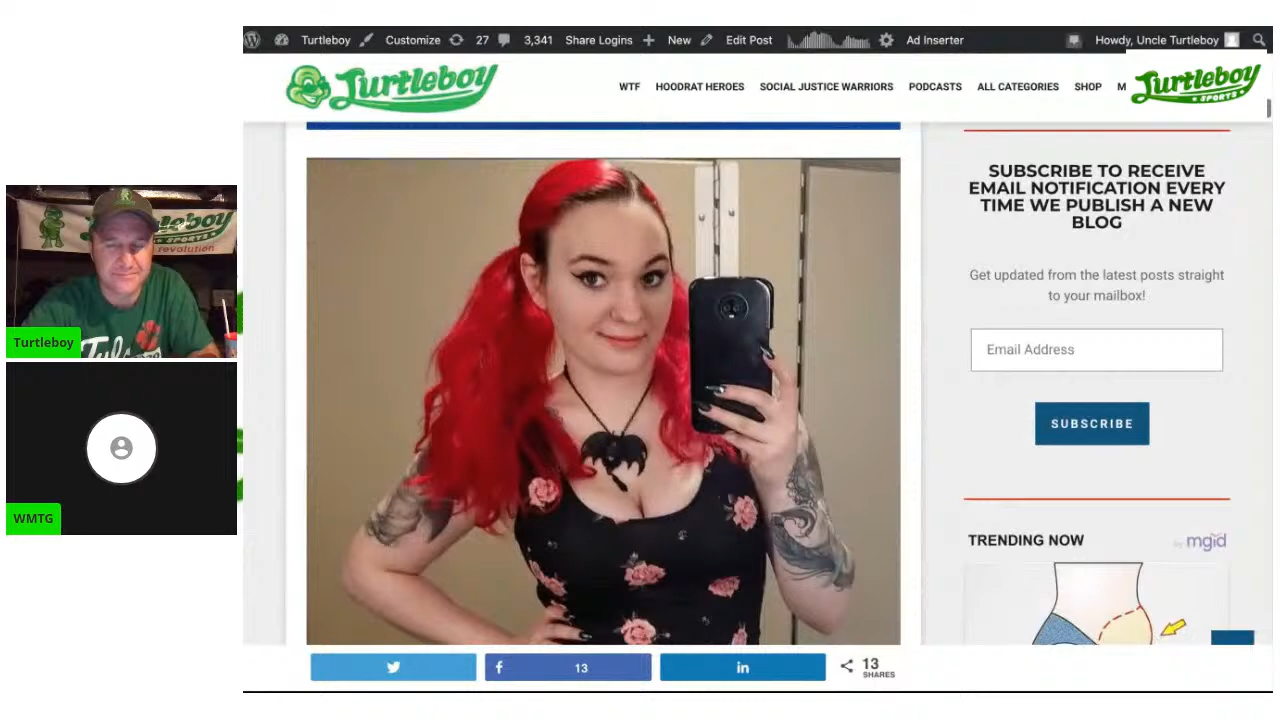 Turtleboy
Customize
27
3,341
Share Logins
New
Edit Post
Ad Inserter
Howdy, Uncle Turtleboy
Turtleboy
WTF
HOODRAT HEROES
SOCIAL JUSTICE WARRIORS
PODCASTS
ALL CATEGORIES
SHOP
M
Turtleboy
SPORTS
SUBSCRIBE TO RECEIVE
EMAIL NOTIFICATION EVERY
TIME WE PUBLISH A NEW
BLOG
Get updated from the latest posts straight
to your mailbox!
Email Address
SUBSCRIBE
TRENDING NOW
by mgid
SPORTS
revolution
Turtleboy
WMTG
13
13
SHARES